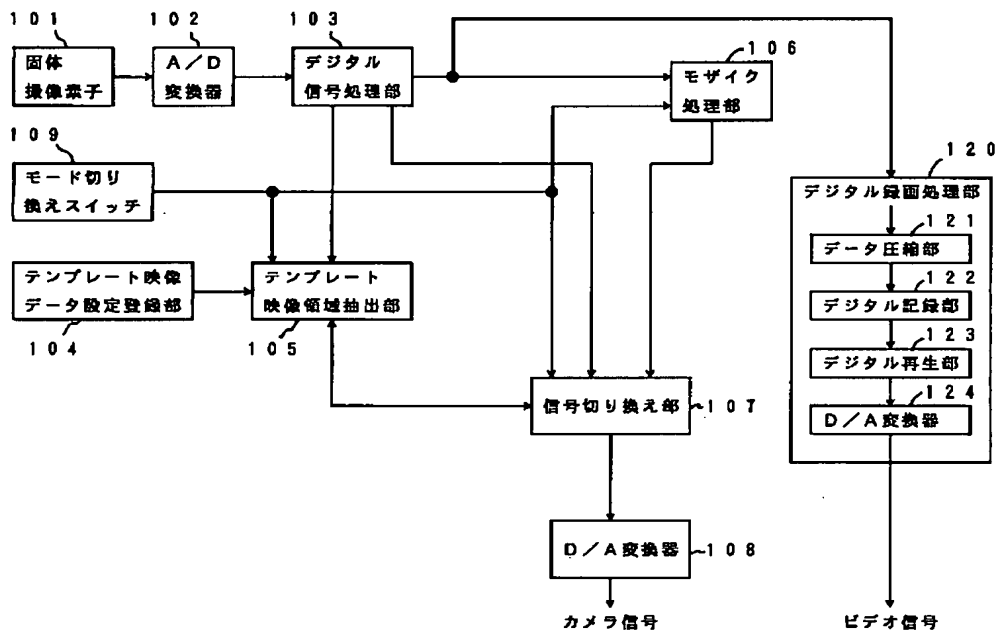 １０１
固体
撮像素子
１０２
Ａ／Ｄ
変換器
１０３
デジタル
信号処理部
１０６
モザイク
処理部
１０９
モード切り
換えスイッチ
１２０
デジタル録画処理部
１２１
データ圧縮部
１２２
デジタル記録部
１２３
デジタル再生部
１２４
Ｄ／Ａ変換器
テンプレート映像
データ設定登録部
１０４
テンプレート
映像領域抽出部
１０５
信号切り換え部
１０７
Ｄ／Ａ変換器
１０８
カメラ信号
ビデオ信号